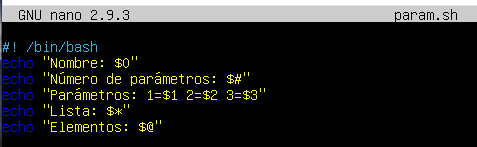 GNU nano 2.9.3 param.sh
#! /bin/bash
echo "Nombre: $0"
echo "Número de parámetros: $#"
echo "Parámetros: 1=$1 2=$2 3=$3"
echo "Lista: $*"
echo "Elementos: $@"